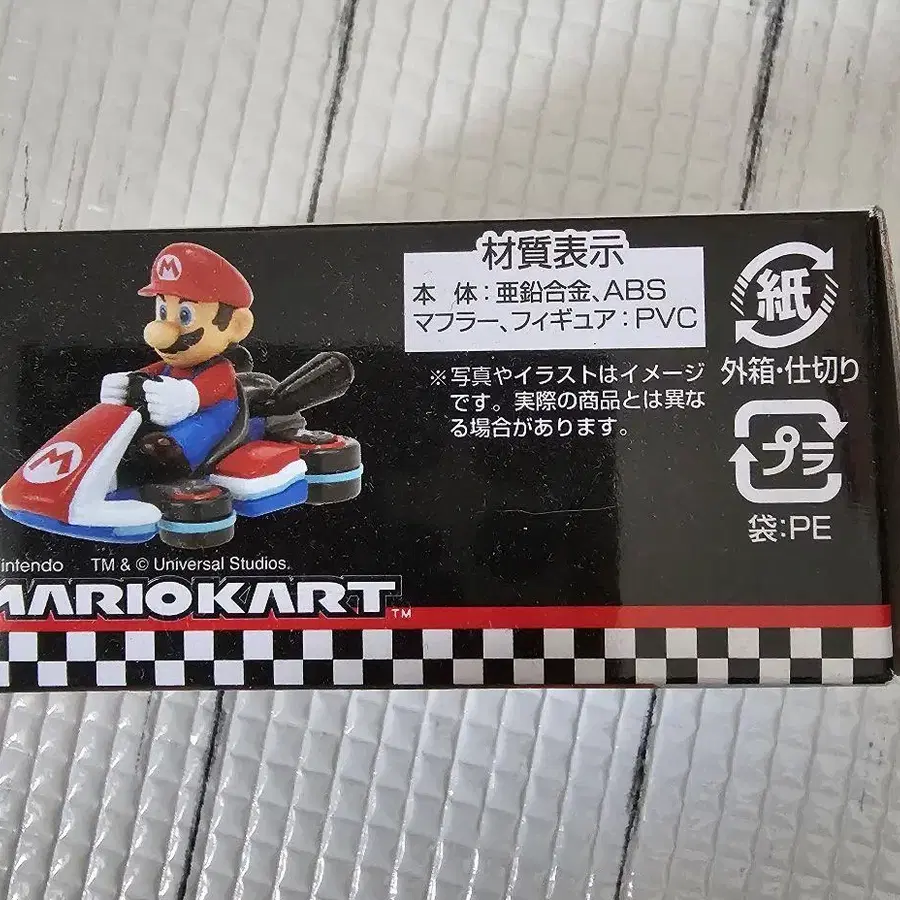 材質表示
本 体:亜鉛合金、ABS
マフラー、フィギュア:PVC
※写真やイラストはイメージ
です。実際の商品とは異な
る場合があります。
紙
外箱・仕切り
プラ
袋:PE
M
M
intendo TM & © Universal Studios.
MARIOKART™